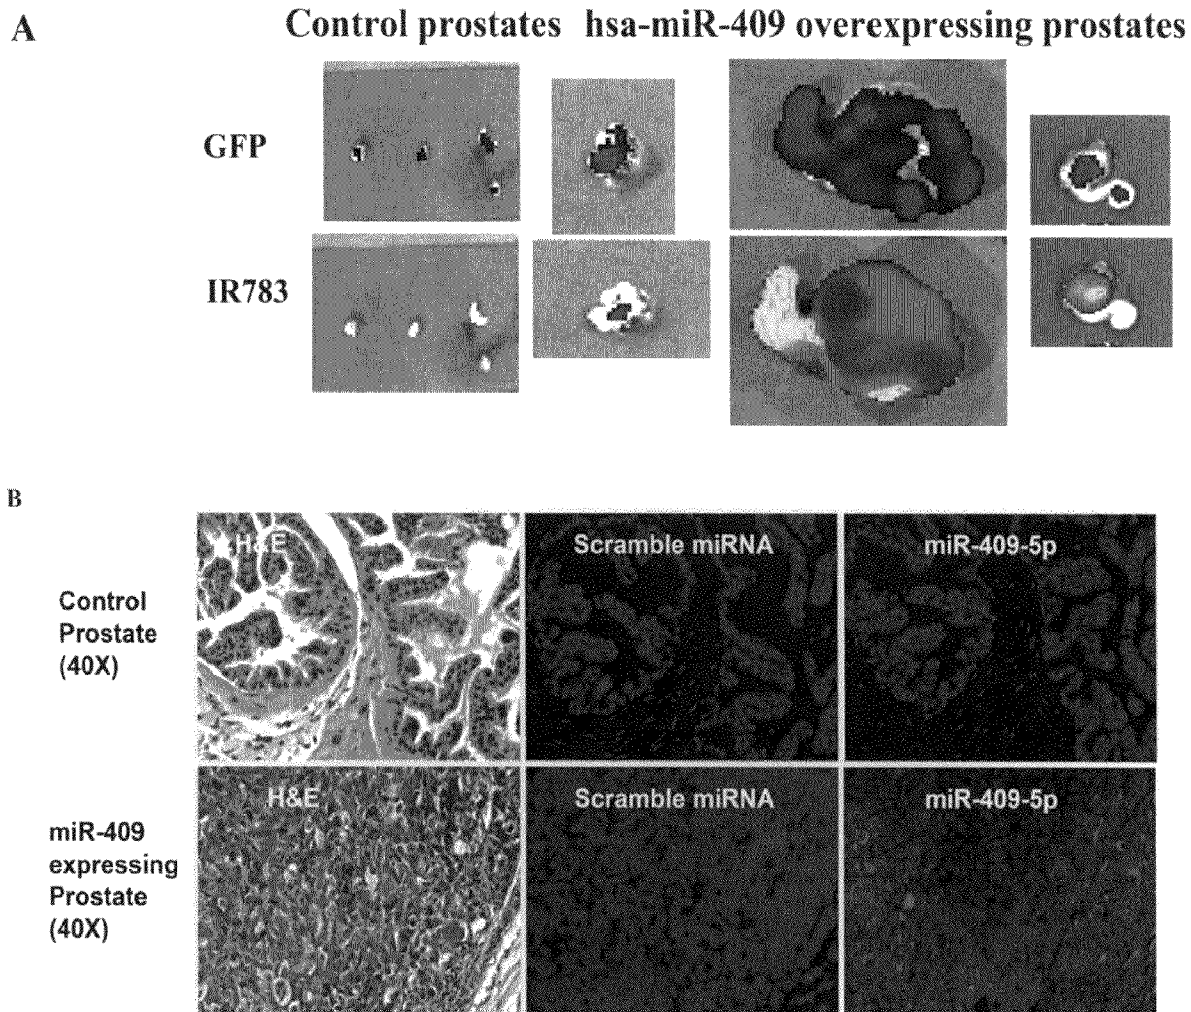 A
Control prostates hsa-miR-409 overexpressing prostates
GFP
IR783
B
Control
Prostate
(40X)
H&E
Scramble miRNA
miR-409-5p
miR-409
expressing
Prostate
(40X)
H&E
Scramble miRNA
miR-409-5p